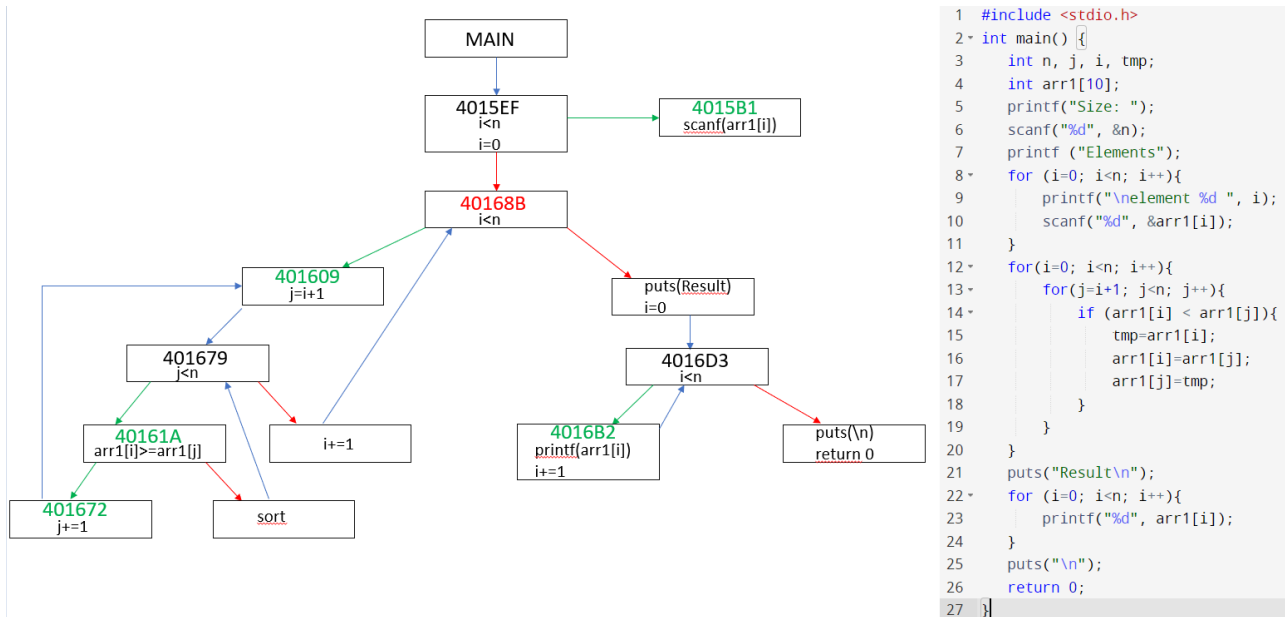 MAIN
4015EF
i<n
i=0
4015B1
scanf(arr1[i])
40168B
i<n
401609
j=i+1
puts(Result)
i=0
401679
j<n
4016D3
i<n
40161A
arr1[i]>=arr1[j]
i+=1
4016B2
printf(arr1[i])
i+=1
puts(\n)
return 0
401672
j+=1
sort
1 #include <stdio.h>
2 int main() {
3 int n, j, i, tmp;
4 int arr1[10];
5 printf("Size: ");
6 scanf("%d", &n);
7 printf ("Elements");
8 for (i=0; i<n; i++){
9 printf("\nelement %d ", i);
10 scanf("%d", &arr1[i]);
11 }
12 for(i=0; i<n; i++){
13 for(j=i+1; j<n; j++){
14 if (arr1[i] < arr1[j]){
15 tmp=arr1[i];
16 arr1[i]=arr1[j];
17 arr1[j]=tmp;
18 }
19 }
20 }
21 puts("Result\n");
22 for (i=0; i<n; i++){
23 printf("%d", arr1[i]);
24 }
25 puts("\n");
26 return 0;
27 }